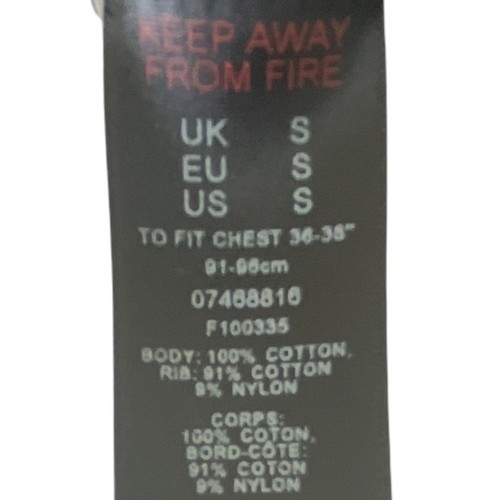 KEEP AWAY
FROM FIRE
UK S
EU S
US S
TO FIT CHEST 36-38"
91-96cm
07468816
F100335
BODY: 100% COTTON,
RIB: 91% COTTON
9% NYLON
CORPS:
100% COTON,
BORD-CÔTE:
91% COTON
9% NYLON